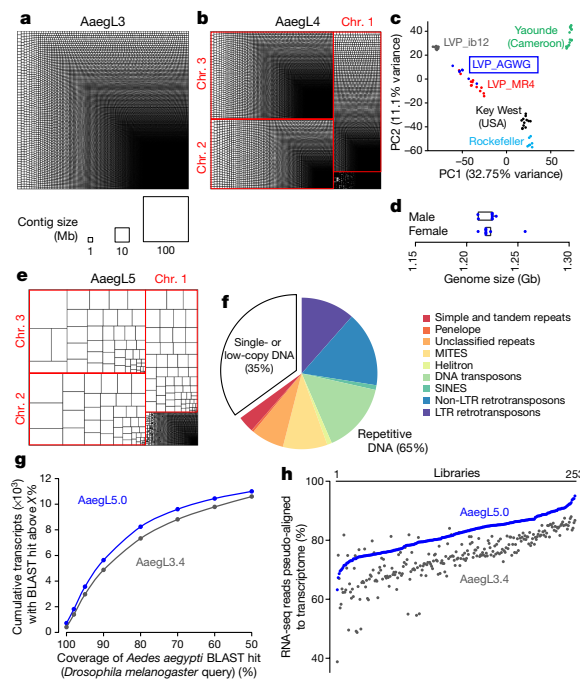 a
AaegL3
Contig size
(Mb)
1
10
100
b
AaegL4
Chr. 1
Chr. 3
Chr. 2
c
PC2 (11.1% variance)
40
20
0
−20
−40
−60
−50
0
50
PC1 (32.75% variance)
LVP_ib12
Yaounde
(Cameroon)
LVP_AGWG
LVP_MR4
Key West
(USA)
Rockefeller
d
Male
Female
1.15
1.20
1.25
1.30
Genome size (Gb)
e
AaegL5
Chr. 1
Chr. 3
Chr. 2
f
Single- or
low-copy DNA
(35%)
Repetitive
DNA (65%)
Simple and tandem repeats
Penelope
Unclassified repeats
MITES
Helitron
DNA transposons
SINES
Non-LTR retrotransposons
LTR retrotransposons
g
Cumulative transcripts (×10³)
with BLAST hit above X%
12
10
8
6
4
2
0
AaegL5.0
AaegL3.4
100
90
80
70
60
50
Coverage of Aedes aegypti BLAST hit
(Drosophila melanogaster query) (%)
h
1
Libraries
253
RNA-seq reads pseudo-aligned
to transcriptome (%)
100
80
60
40
AaegL5.0
AaegL3.4